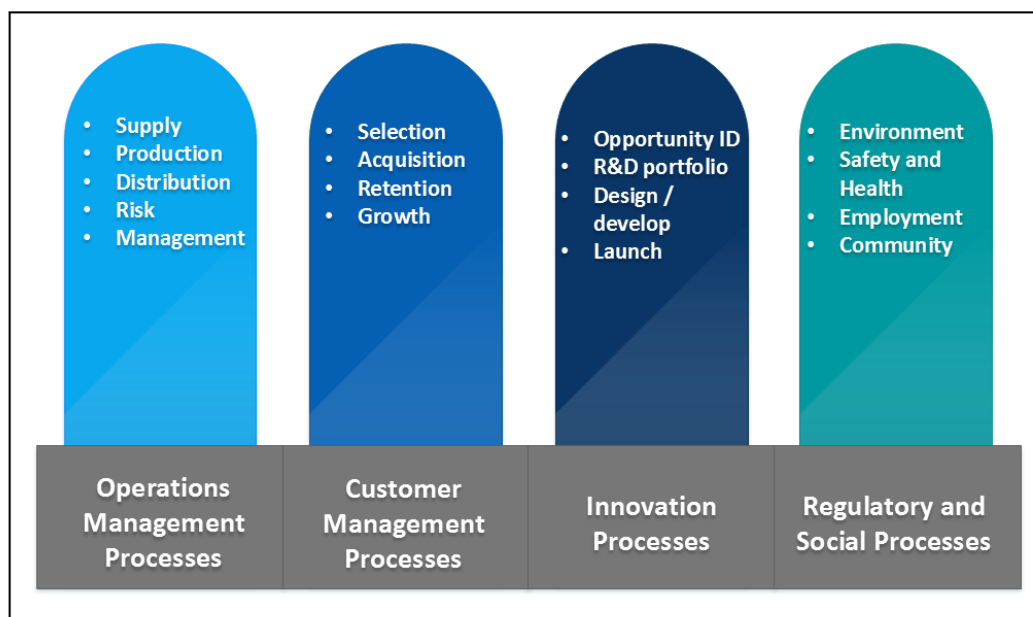 • Supply
• Production
• Distribution
• Risk
• Management
• Selection
• Acquisition
• Retention
• Growth
• Opportunity ID
• R&D portfolio
• Design /
develop
• Launch
• Environment
• Safety and
Health
• Employment
• Community
Operations
Management
Processes
Customer
Management
Processes
Innovation
Processes
Regulatory and
Social Processes